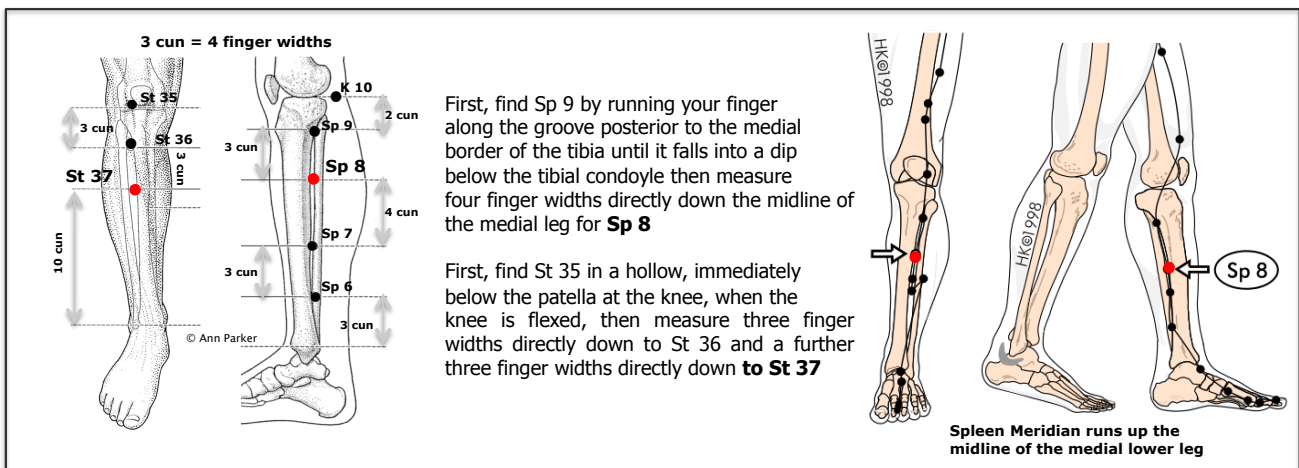 3 cun = 4 finger widths
St 35
3 cun
St 36
3 cun
St 37
10 cun
© Ann Parker
K 10
2 cun
Sp 9
3 cun
Sp 8
4 cun
Sp 7
3 cun
Sp 6
3 cun
First, find Sp 9 by running your finger
along the groove posterior to the medial
border of the tibia until it falls into a dip
below the tibial condoyle then measure
four finger widths directly down the midline of
the medial leg for Sp 8
First, find St 35 in a hollow, immediately
below the patella at the knee, when the
knee is flexed, then measure three finger
widths directly down to St 36 and a further
three finger widths directly down to St 37
HK©1998
HK©1998
Sp 8
Spleen Meridian runs up the
midline of the medial lower leg